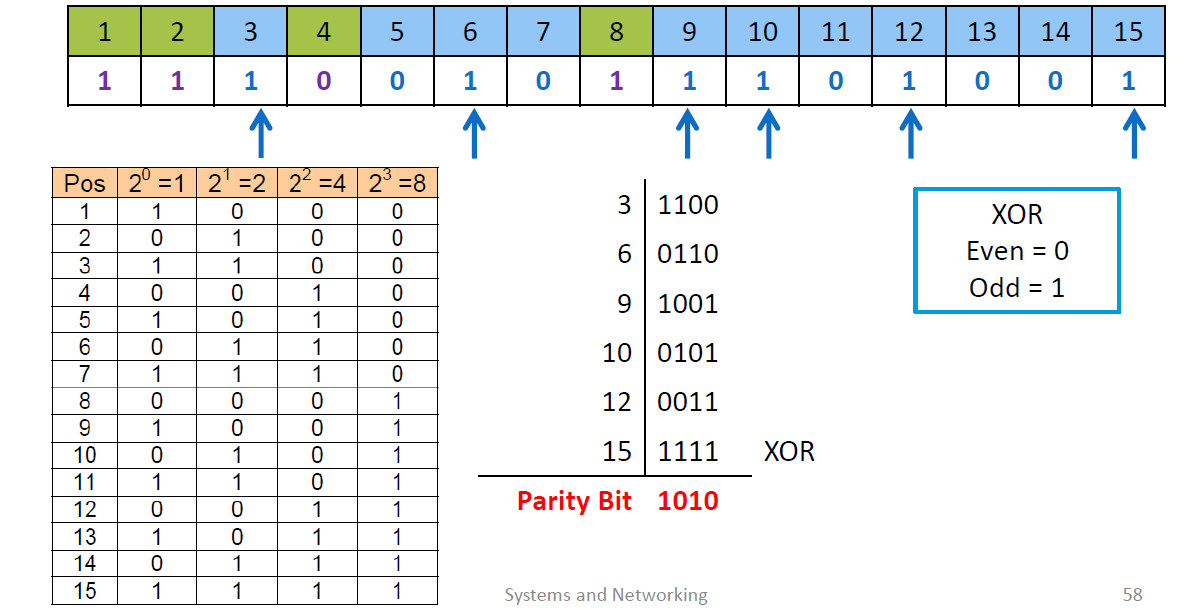 1 2 3 4 5 6 7 8 9 10 11 12 13 14 15
1 1 1 0 0 1 0 1 1 1 0 1 0 0 1
Pos 2^0 =1 2^1 =2 2^2 =4 2^3 =8
1 1 0 0 0
2 0 1 0 0
3 1 1 0 0
4 0 0 1 0
5 1 0 1 0
6 0 1 1 0
7 1 1 1 0
8 0 0 0 1
9 1 0 0 1
10 0 1 0 1
11 1 1 0 1
12 0 0 1 1
13 1 0 1 1
14 0 1 1 1
15 1 1 1 1
3 1100
6 0110
9 1001
10 0101
12 0011
15 1111 XOR
Parity Bit 1010
XOR
Even = 0
Odd = 1
Systems and Networking
58